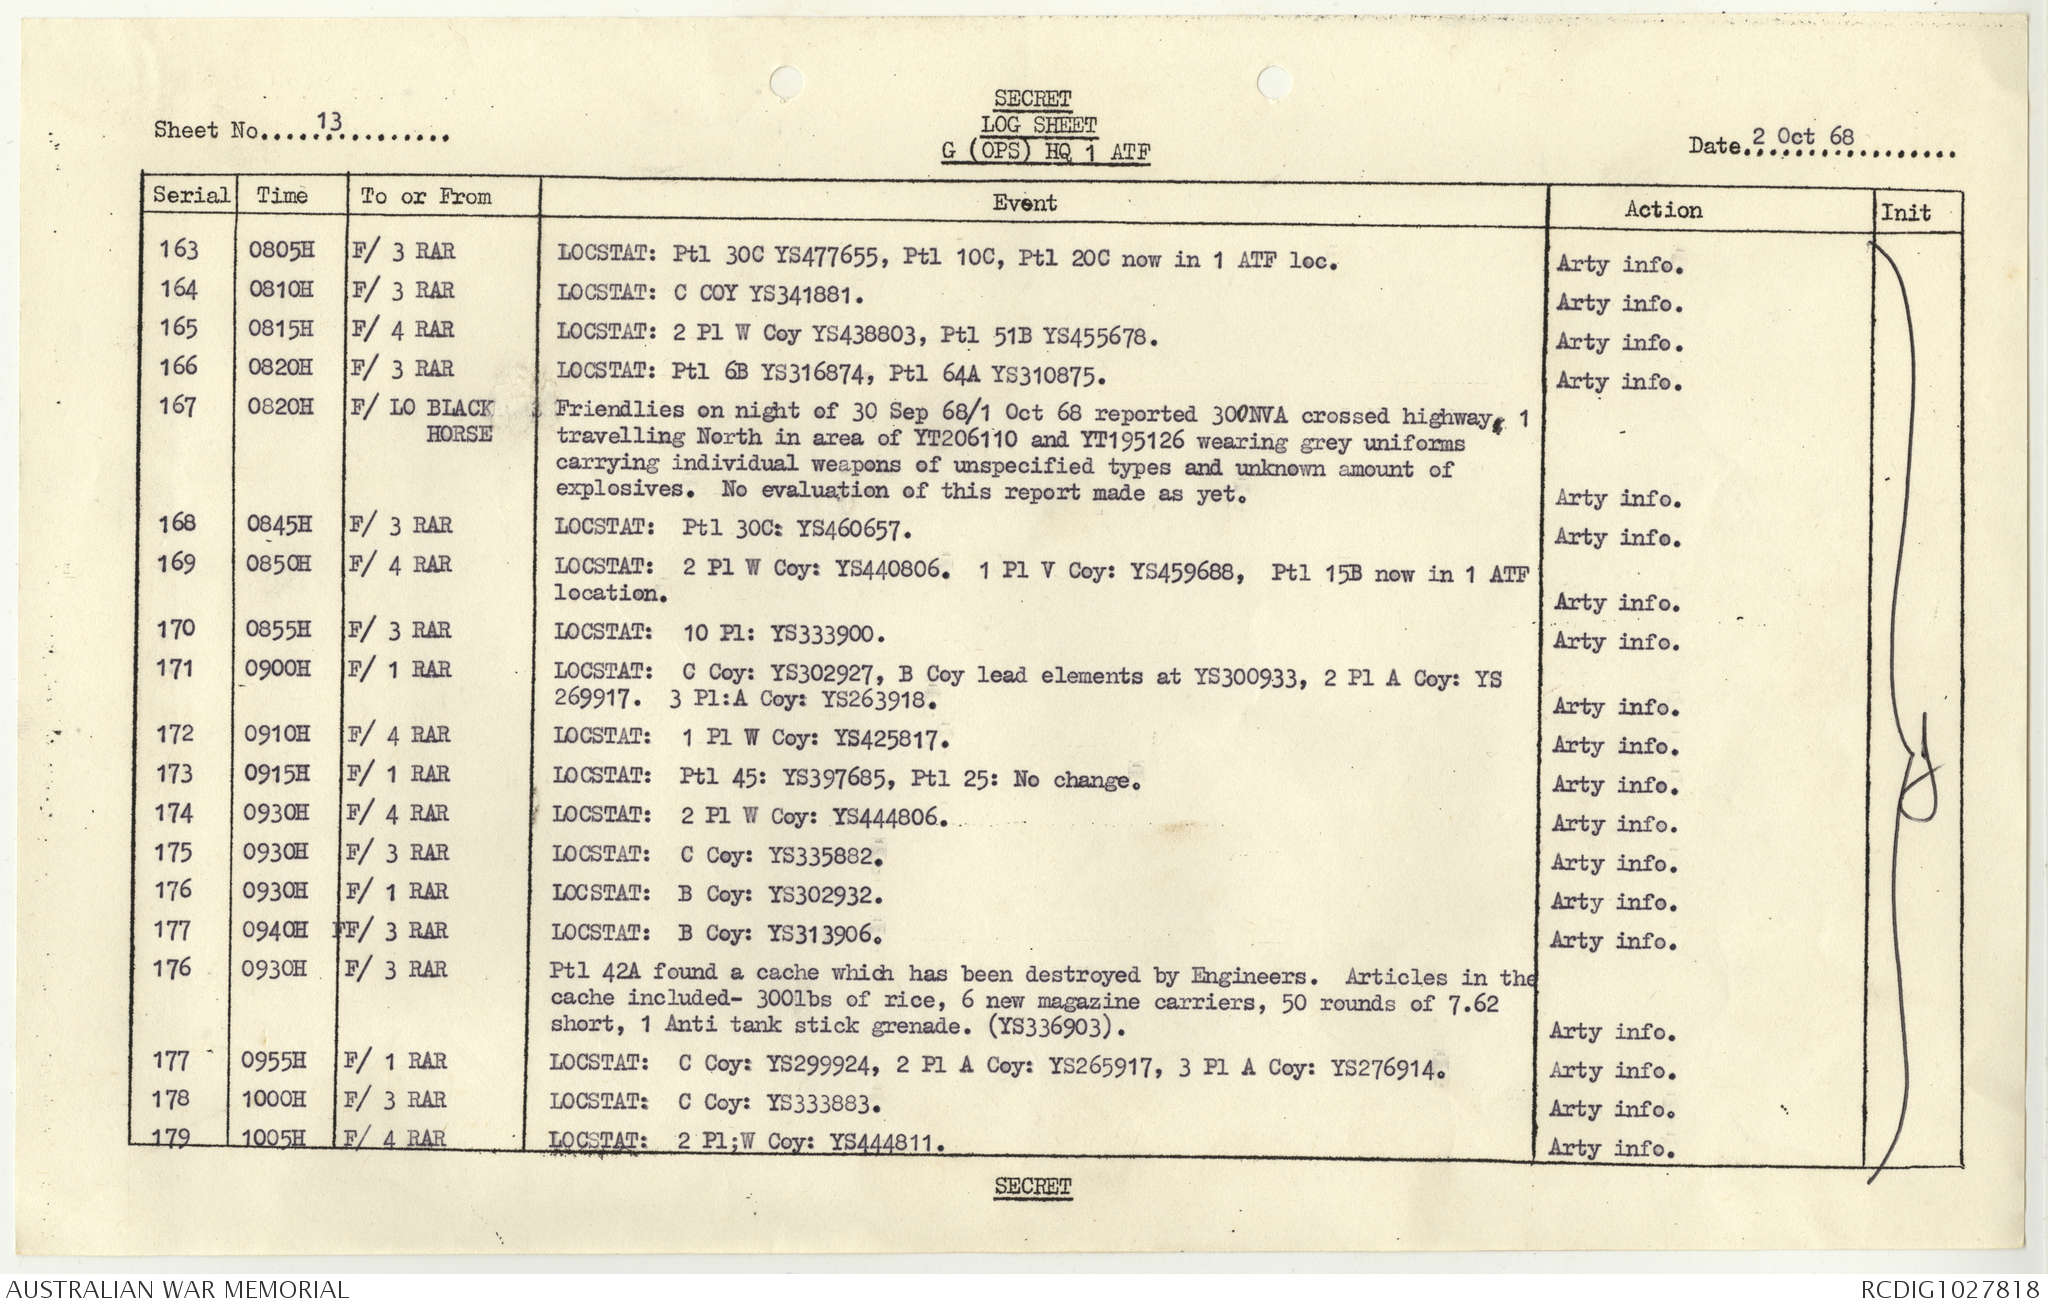 SECRET
LOG SHEET
G (OPS) HQ 1 ATF
Sheet No....13..........
Date.2 Oct 68........
Serial Time To or From Event Action Init
163 0805H F/ 3 RAR LOCSTAT: Ptl 30C YS477655, Ptl 10C, Ptl 20C now in 1 ATF loc. Arty info.
164 0810H F/ 3 RAR LOCSTAT: C COY YS341881. Arty info.
165 0815H F/ 4 RAR LOCSTAT: 2 Pl W Coy YS438803, Ptl 51B YS455678. Arty info.
166 0820H F/ 3 RAR LOCSTAT: Ptl 6B YS316874, Ptl 64A YS310875. Arty info.
167 0820H F/ LO BLACK Friendlies on night of 30 Sep 68/1 Oct 68 reported 300NVA crossed highway, 1
HORSE travelling North in area of YT206110 and YT195126 wearing grey uniforms
carrying individual weapons of unspecified types and unknown amount of
explosives. No evaluation of this report made as yet. Arty info.
168 0845H F/ 3 RAR LOCSTAT: Ptl 30C: YS460657. Arty info.
169 0850H F/ 4 RAR LOCSTAT: 2 Pl W Coy: YS440806. 1 Pl V Coy: YS459688, Ptl 15B now in 1 ATF
location. Arty info.
170 0855H F/ 3 RAR LOCSTAT: 10 Pl: YS333900. Arty info.
171 0900H F/ 1 RAR LOCSTAT: C Coy: YS302927, B Coy lead elements at YS300933, 2 Pl A Coy: YS
269917. 3 Pl:A Coy: YS263918. Arty info.
172 0910H F/ 4 RAR LOCSTAT: 1 Pl W Coy: YS425817. Arty info.
173 0915H F/ 1 RAR LOCSTAT: Ptl 45: YS397685, Ptl 25: No change. Arty info.
174 0930H F/ 4 RAR LOCSTAT: 2 Pl W Coy: YS444806. Arty info.
175 0930H F/ 3 RAR LOCSTAT: C Coy: YS335882. Arty info.
176 0930H F/ 1 RAR LOCSTAT: B Coy: YS302932. Arty info.
177 0940H FF/ 3 RAR LOCSTAT: B Coy: YS313906. Arty info.
176 0930H F/ 3 RAR Ptl 42A found a cache which has been destroyed by Engineers. Articles in the
cache included- 300lbs of rice, 6 new magazine carriers, 50 rounds of 7.62
short, 1 Anti tank stick grenade. (YS336903). Arty info.
177 0955H F/ 1 RAR LOCSTAT: C Coy: YS299924, 2 Pl A Coy: YS265917, 3 Pl A Coy: YS276914. Arty info.
178 1000H F/ 3 RAR LOCSTAT: C Coy: YS333883. Arty info.
179 1005H F/ 4 RAR LOCSTAT: 2 Pl;W Coy: YS444811. Arty info.
SECRET
AUSTRALIAN WAR MEMORIAL
RCDIG1027818